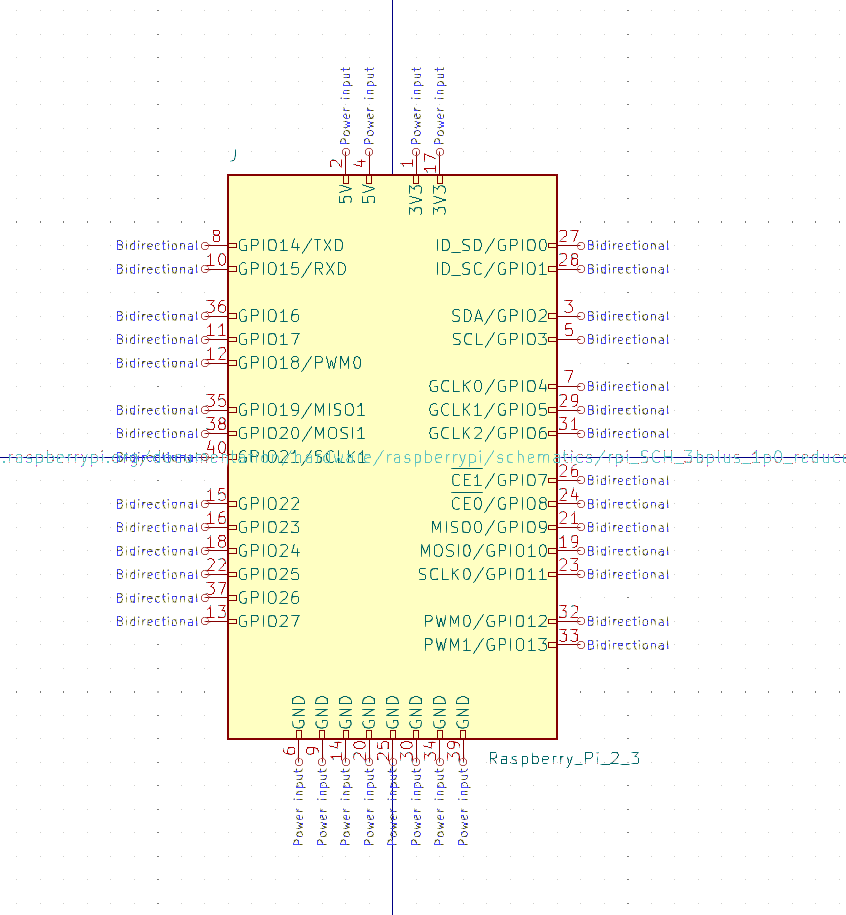 Power input Power input Power input Power input
J
2 4 1 17
5V 5V 3V3 3V3
Bidirectional 8 GPIO14/TXD ID_SD/GPIO0 27 Bidirectional
Bidirectional 10 GPIO15/RXD ID_SC/GPIO1 28 Bidirectional
Bidirectional 36 GPIO16 SDA/GPIO2 3 Bidirectional
Bidirectional 11 GPIO17 SCL/GPIO3 5 Bidirectional
Bidirectional 12 GPIO18/PWM0
GCLK0/GPIO4 7 Bidirectional
Bidirectional 35 GPIO19/MISO1 GCLK1/GPIO5 29 Bidirectional
Bidirectional 38 GPIO20/MOSI1 GCLK2/GPIO6 31 Bidirectional
Bidirectional 40 GPIO21/SCLK1
.raspberrypi.org/documentation/hardware/raspberrypi/schematics/rpi_SCH_3bplus_1p0_reduce
CE1/GPIO7 26 Bidirectional
Bidirectional 15 GPIO22 CE0/GPIO8 24 Bidirectional
Bidirectional 16 GPIO23 MISO0/GPIO9 21 Bidirectional
Bidirectional 18 GPIO24 MOSI0/GPIO10 19 Bidirectional
Bidirectional 22 GPIO25 SCLK0/GPIO11 23 Bidirectional
Bidirectional 37 GPIO26
Bidirectional 13 GPIO27 PWM0/GPIO12 32 Bidirectional
PWM1/GPIO13 33 Bidirectional
GND GND GND GND GND GND GND GND
6 9 14 20 25 30 34 39
Raspberry_Pi_2_3
Power input Power input Power input Power input Power input Power input Power input Power input